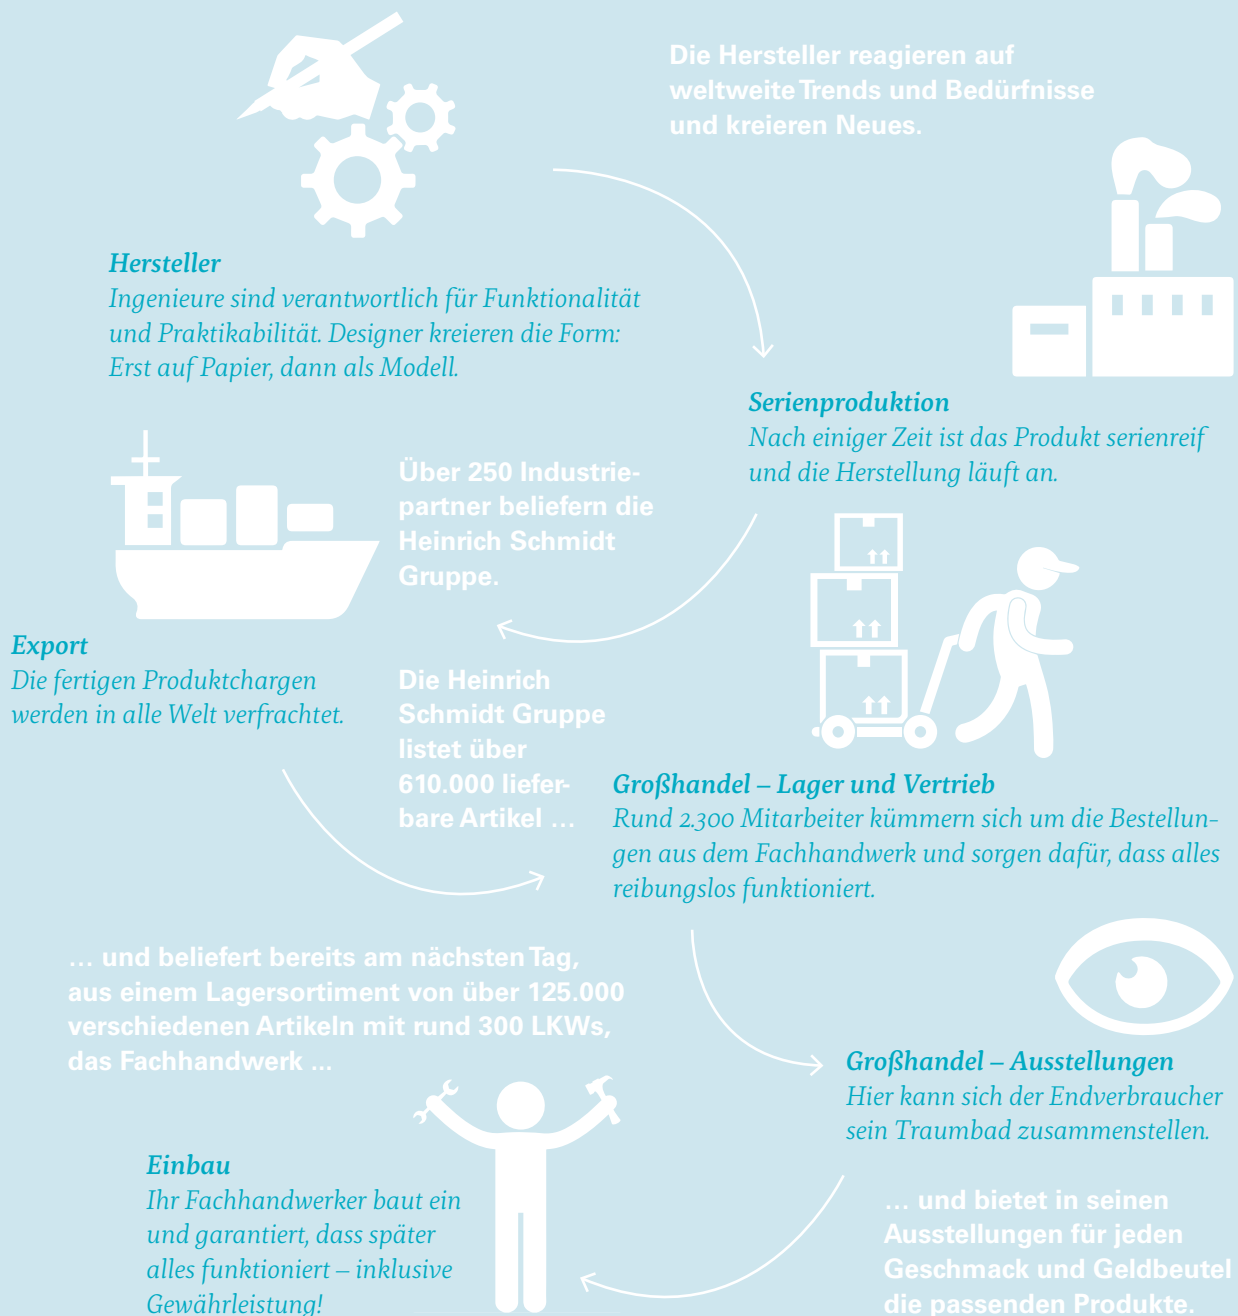 Die Hersteller reagieren auf
weltweite Trends und Bedürfnisse
und kreieren Neues.
Hersteller
Ingenieure sind verantwortlich für Funktionalität
und Praktikabilität. Designer kreieren die Form:
Erst auf Papier, dann als Modell.
Serienproduktion
Nach einiger Zeit ist das Produkt serienreif
und die Herstellung läuft an.
Über 250 Industrie-
partner beliefern die
Heinrich Schmidt
Gruppe.
Export
Die fertigen Produktchargen
werden in alle Welt verfrachtet.
Die Heinrich
Schmidt Gruppe
listet über
610.000 liefer-
bare Artikel …
Großhandel – Lager und Vertrieb
Rund 2.300 Mitarbeiter kümmern sich um die Bestellun-
gen aus dem Fachhandwerk und sorgen dafür, dass alles
reibungslos funktioniert.
… und beliefert bereits am nächsten Tag,
aus einem Lagersortiment von über 125.000
verschiedenen Artikeln mit rund 300 LKWs,
das Fachhandwerk ...
Großhandel – Ausstellungen
Hier kann sich der Endverbraucher
sein Traumbad zusammenstellen.
Einbau
Ihr Fachhandwerker baut ein
und garantiert, dass später
alles funktioniert – inklusive
Gewährleistung!
… und bietet in seinen
Ausstellungen für jeden
Geschmack und Geldbeutel
die passenden Produkte.